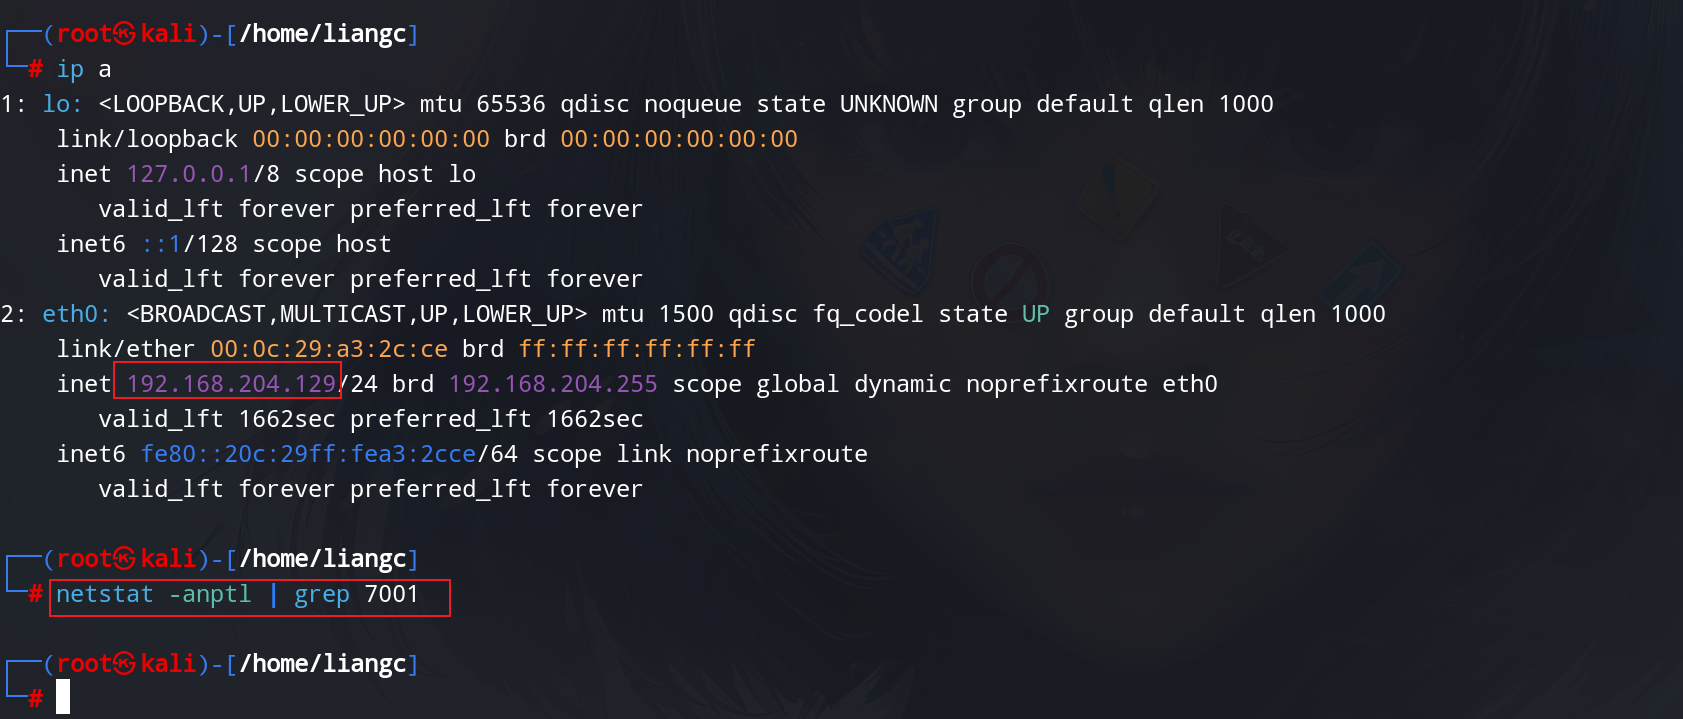 (root㉿kali)-[/home/liangc]
# ip a
1: lo: <LOOPBACK,UP,LOWER_UP> mtu 65536 qdisc noqueue state UNKNOWN group default qlen 1000
link/loopback 00:00:00:00:00:00 brd 00:00:00:00:00:00
inet 127.0.0.1/8 scope host lo
valid_lft forever preferred_lft forever
inet6 ::1/128 scope host
valid_lft forever preferred_lft forever
2: eth0: <BROADCAST,MULTICAST,UP,LOWER_UP> mtu 1500 qdisc fq_codel state UP group default qlen 1000
link/ether 00:0c:29:a3:2c:ce brd ff:ff:ff:ff:ff:ff
inet 192.168.204.129/24 brd 192.168.204.255 scope global dynamic noprefixroute eth0
valid_lft 1662sec preferred_lft 1662sec
inet6 fe80::20c:29ff:fea3:2cce/64 scope link noprefixroute
valid_lft forever preferred_lft forever
(root㉿kali)-[/home/liangc]
# netstat -anptl | grep 7001
(root㉿kali)-[/home/liangc]
#